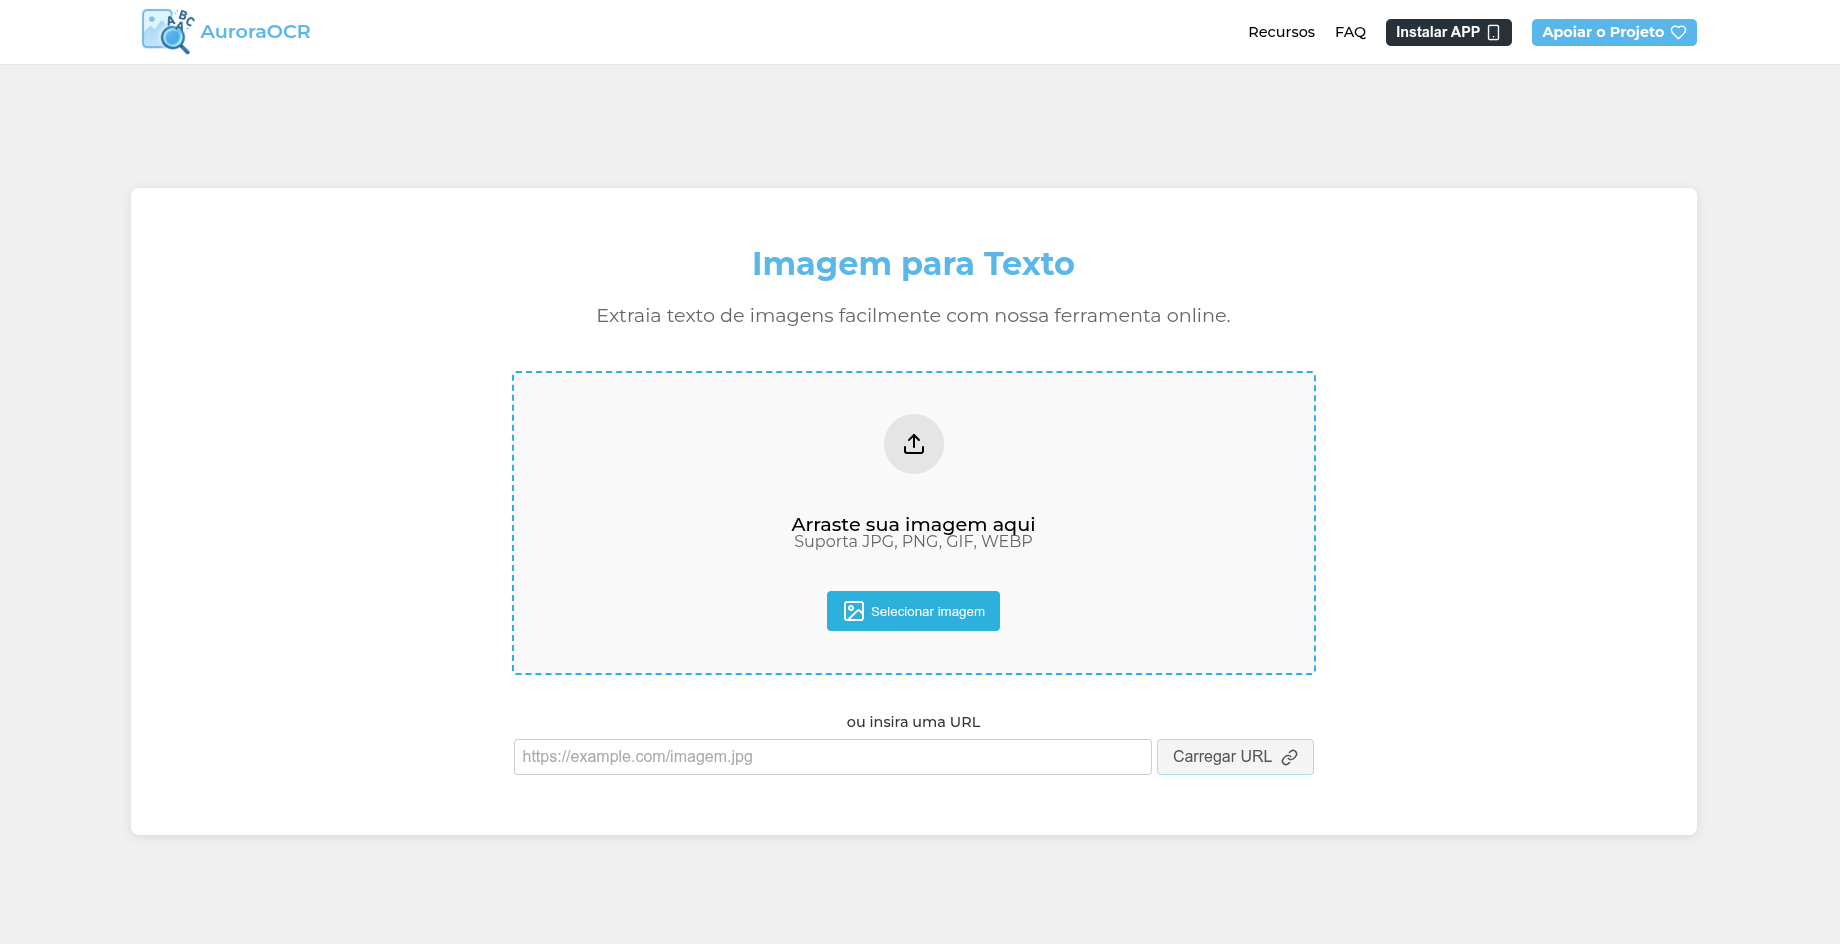 AuroraOCR
Recursos FAQ Instalar APP Apoiar o Projeto
Imagem para Texto
Extraia texto de imagens facilmente com nossa ferramenta online.
Arraste sua imagem aqui
Suporta JPG, PNG, GIF, WEBP
Selecionar imagem
ou insira uma URL
https://example.com/imagem.jpg Carregar URL